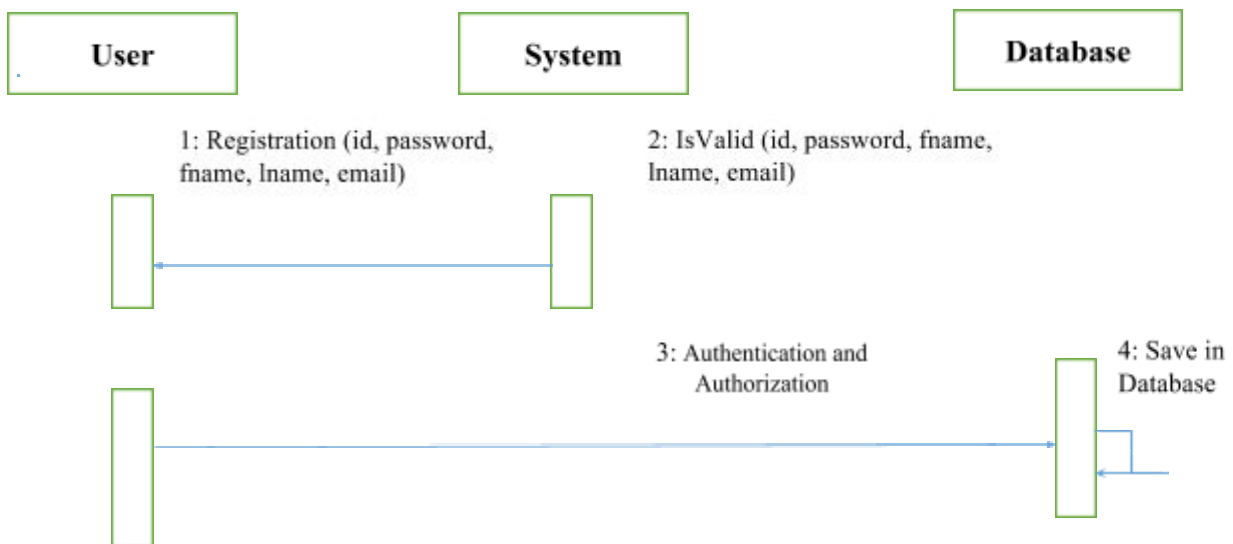 User
System
Database
1: Registration (id, password,
fname, lname, email)
2: IsValid (id, password, fname,
lname, email)
3: Authentication and
Authorization
4: Save in
Database